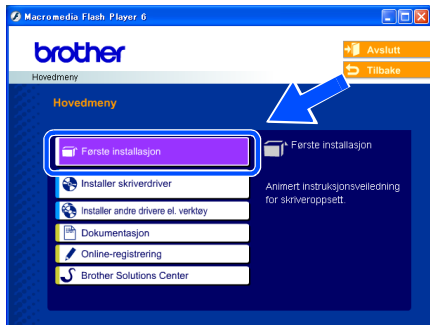 Macromedia Flash Player 6
brother
Avslutt
Tilbake
Hovedmeny
Hovedmeny
Første installasjon
Installer skriverdriver
Installer andre drivere el. verktøy
Dokumentasjon
Online-registrering
Brother Solutions Center
Første installasjon
Animert instruksjonsveiledning
for skriveroppsett.